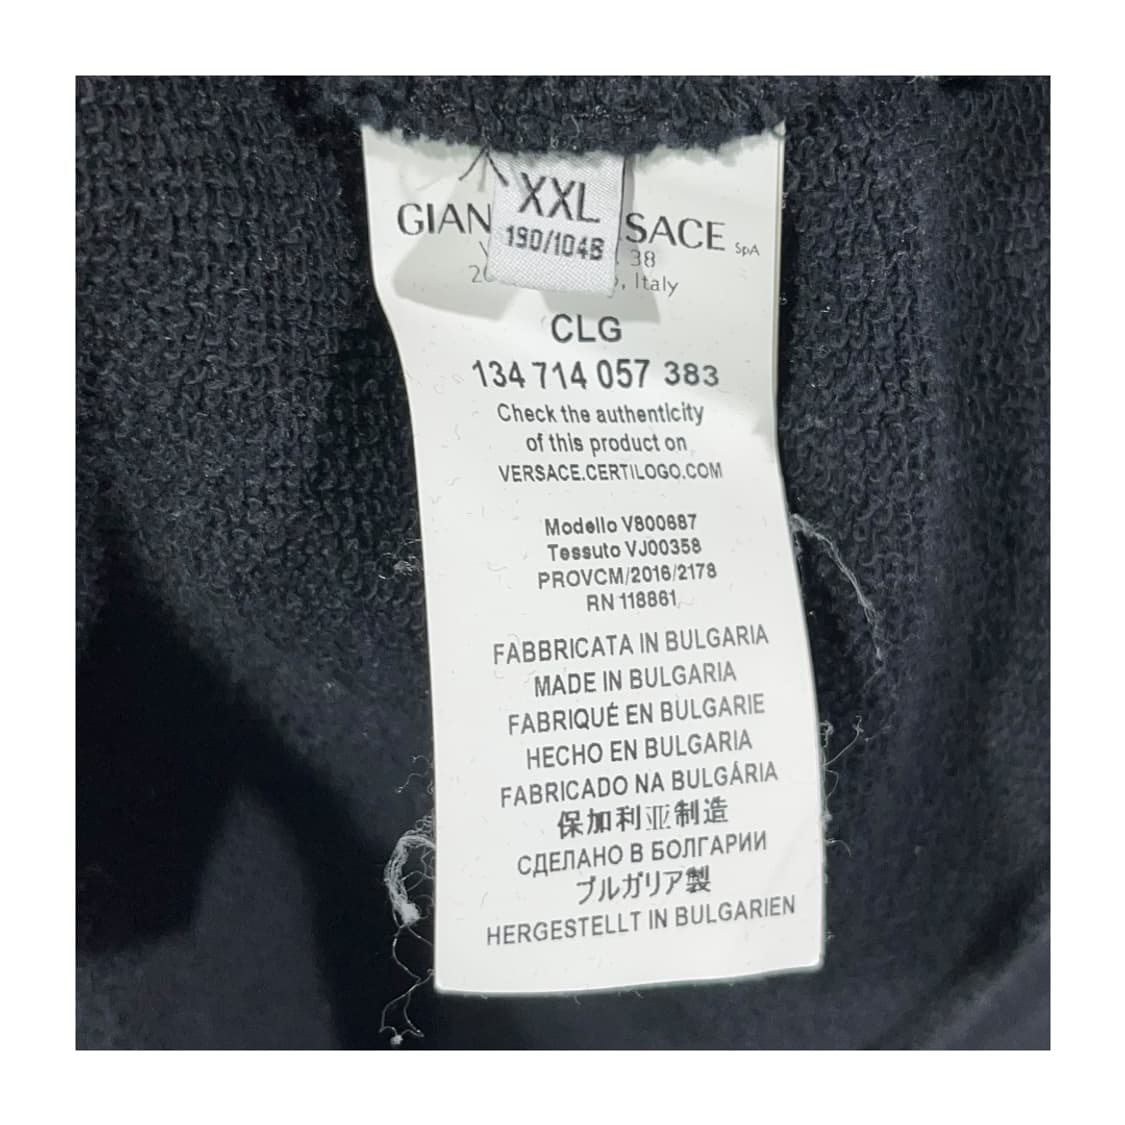 XXL
190/104B
GIAN SACE SpA
38
Italy
CLG
134 714 057 383
Check the authenticity
of this product on
VERSACE.CERTILOGO.COM
Modello V800687
Tessuto VJ00358
PROVCM/2016/2178
RN 118861
FABBRICATA IN BULGARIA
MADE IN BULGARIA
FABRIQUÉ EN BULGARIE
HECHO EN BULGARIA
FABRICADO NA BULGÁRIA
保加利亚制造
СДЕЛАНО В БОЛГАРИИ
ブルガリア製
HERGESTELLT IN BULGARIEN